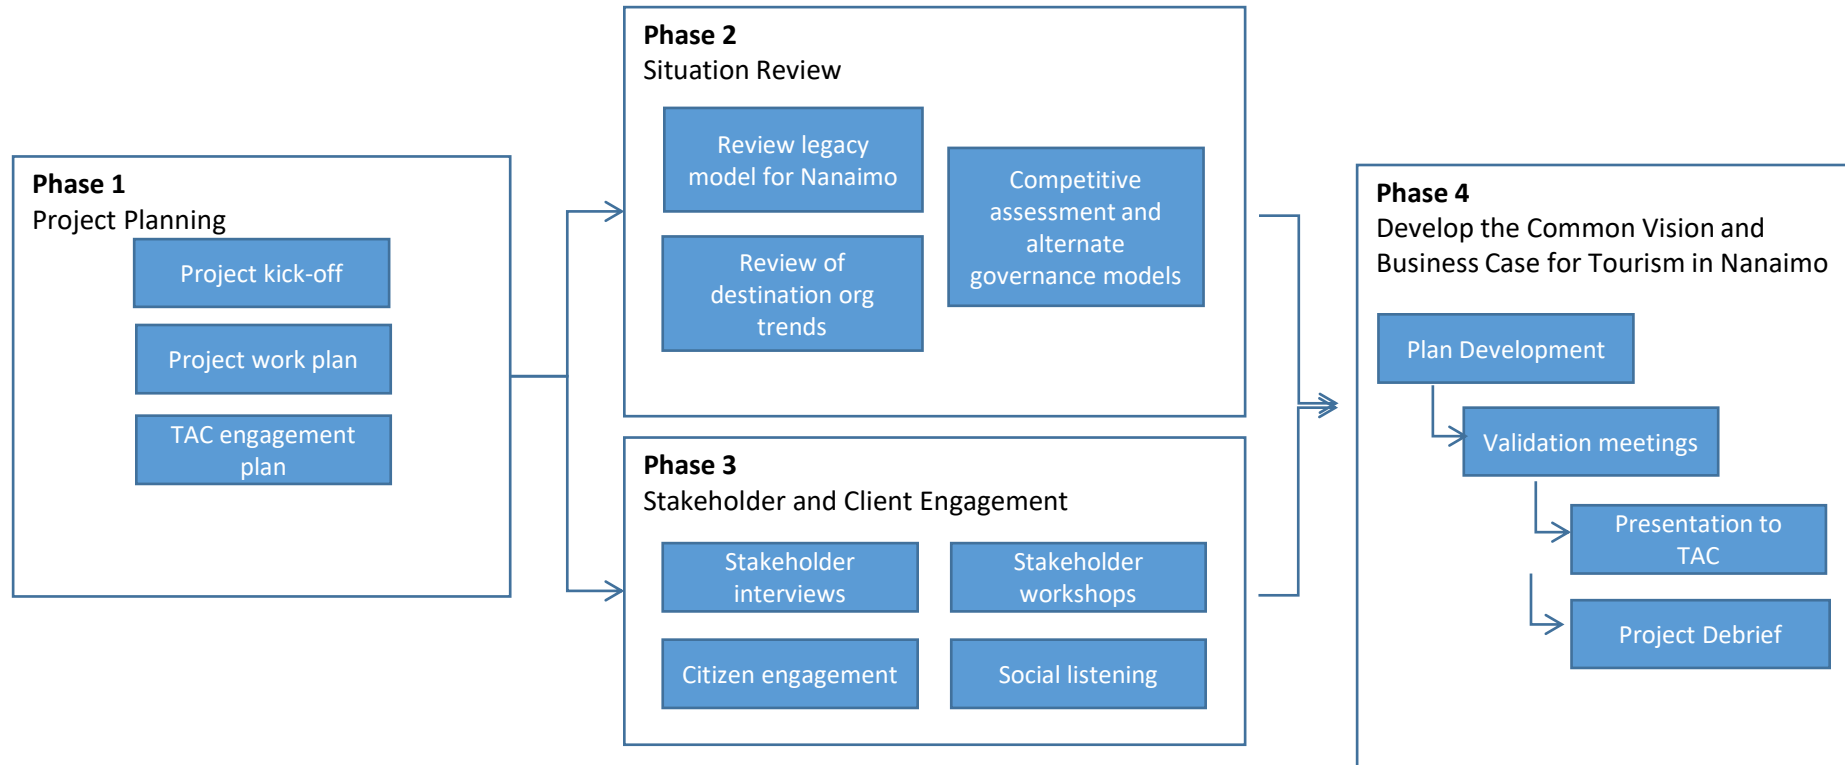 Phase 1
Project Planning
Project kick-off
Project work plan
TAC engagement
plan
Phase 2
Situation Review
Review legacy
model for Nanaimo
Review of
destination org
trends
Competitive
assessment and
alternate
governance models
Phase 3
Stakeholder and Client Engagement
Stakeholder
interviews
Stakeholder
workshops
Citizen engagement
Social listening
Phase 4
Develop the Common Vision and
Business Case for Tourism in Nanaimo
Plan Development
Validation meetings
Presentation to
TAC
Project Debrief